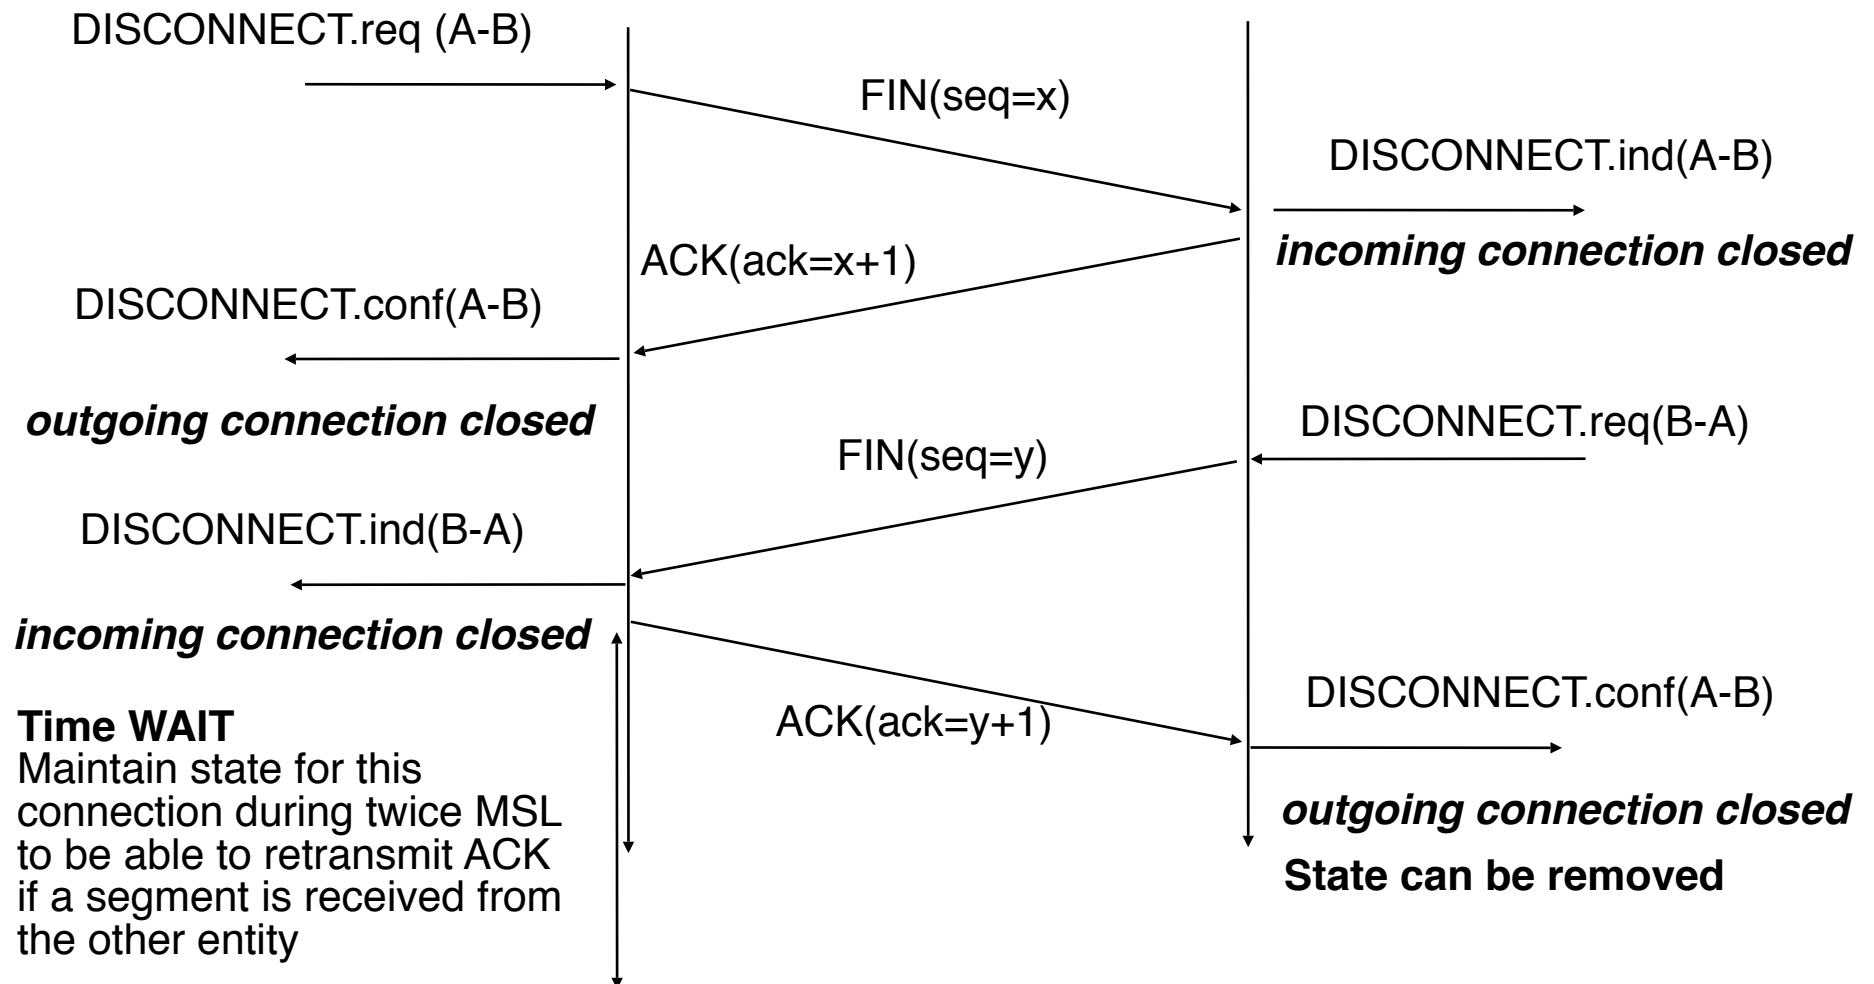 DISCONNECT.req (A-B)
FIN(seq=x)
DISCONNECT.ind(A-B)
incoming connection closed
ACK(ack=x+1)
DISCONNECT.conf(A-B)
outgoing connection closed
DISCONNECT.req(B-A)
FIN(seq=y)
DISCONNECT.ind(B-A)
incoming connection closed
Time WAIT
Maintain state for this
connection during twice MSL
to be able to retransmit ACK
if a segment is received from
the other entity
ACK(ack=y+1)
DISCONNECT.conf(A-B)
outgoing connection closed
State can be removed